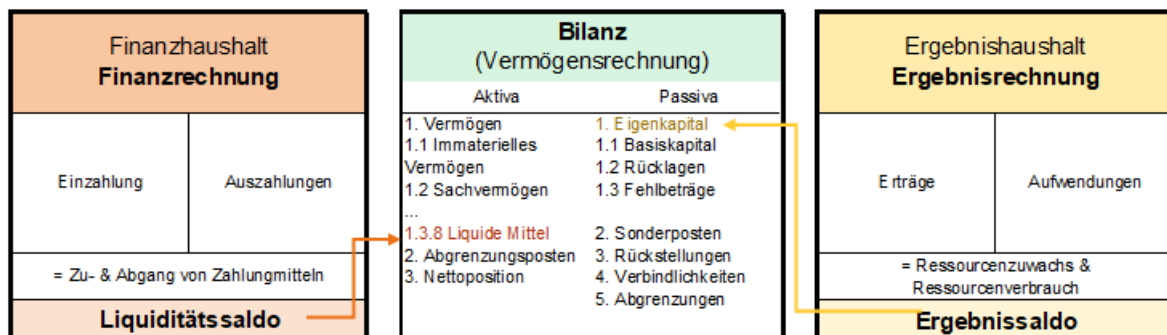 Finanzhaushalt
Finanzrechnung
Einzahlung
Auszahlungen
= Zu- & Abgang von Zahlungmitteln
Liquiditätssaldo
Bilanz
(Vermögensrechnung)
Aktiva
Passiva
1. Vermögen
1.1 Immaterielles
Vermögen
1.2 Sachvermögen
...
1.3.8 Liquide Mittel
2. Abgrenzungsposten
3. Nettoposition
1. Eigenkapital
1.1 Basiskapital
1.2 Rücklagen
1.3 Fehlbeträge
2. Sonderposten
3. Rückstellungen
4. Verbindlichkeiten
5. Abgrenzungen
Ergebnishaushalt
Ergebnisrechnung
Erträge
Aufwendungen
= Ressourcenzuwachs &
Ressourcenverbrauch
Ergebnissaldo